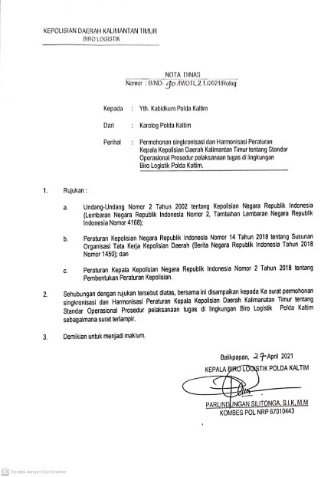 KEPOLISIAN DAERAH KALIMANTAN TIMUR
BIRO LOGISTIK
NOTA DINAS
Nomor : B/ND- /IV/OTL.2.1./2021/Rolog
Kepada : Yth. Kabidkum Polda Kaltim
Dari : Karolog Polda Kaltim
Perihal : Permohonan singkronisasi dan Harmonisasi Peraturan
Kepala Kepolisian Daerah Kalimantan Timur tentang Standar
Operasional Prosedur pelaksanaan tugas di lingkungan
Biro Logistik Polda Kaltim.
1. Rujukan :
a. Undang-Undang Nomor 2 Tahun 2002 tentang Kepolisian Negara Republik Indonesia
(Lembaran Negara Republik Indonesia Nomor 2, Tambahan Lembaran Negara Republik
Indonesia Nomor 4168);
b. Peraturan Kepolisian Negara Republik Indonesia Nomor 14 Tahun 2018 tentang Susunan
Organisasi Tata Kerja Kepolisian Daerah (Berita Negara Republik Indonesia Tahun 2018
Nomor 1450); dan
c. Peraturan Kepala Kepolisian Negara Republik Indonesia Nomor 2 Tahun 2018 tentang
Pembentukan Peraturan Kepolisian.
2. Sehubungan dengan rujukan tersebut diatas, bersama ini disampaikan kepada Ka surat permohonan
singkronisasi dan Harmonisasi Peraturan Kepala Kepolisian Daerah Kalimanatan Timur tentang
Standar Operasional Prosedur pelaksanaan tugas di lingkungan Biro Logistik Polda Kaltim
sebagaimana surat terlampir.
3. Demikian untuk menjadi maklum.
Balikpapan, 27 April 2021
KEPALA BIRO LOGISTIK POLDA KALTIM
PARLINDUNGAN SILITONGA, S.I.K, M.M
KOMBES POL NRP 67010443